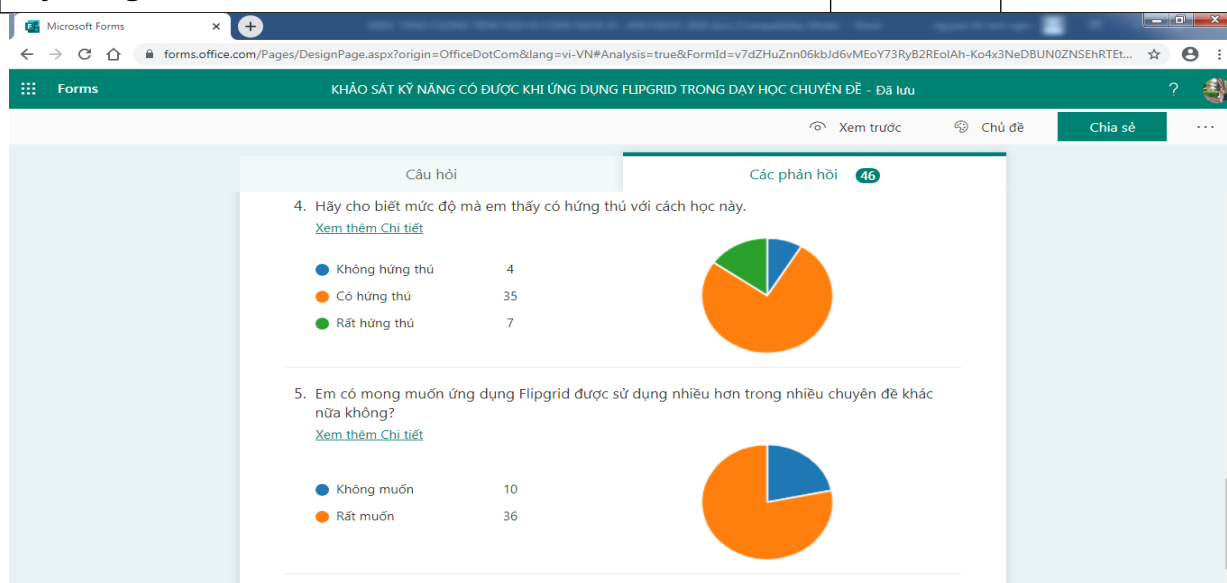 Microsoft Forms
forms.office.com/Pages/DesignPage.aspx?origin=OfficeDotCom&lang=vi-VN#Analysis=true&FormId=v7dZHuZnn06kbJd6vMEoY73RyB2REolAh-Ko4x3NeDBUN0ZNSEhRTEt...
Forms
KHẢO SÁT KỸ NĂNG CÓ ĐƯỢC KHI ỨNG DỤNG FLIPGRID TRONG DẠY HỌC CHUYÊN ĐỀ - Đã lưu
?
Xem trước
Chủ đề
Chia sẻ
Câu hỏi
Các phản hồi 46
4. Hãy cho biết mức độ mà em thấy có hứng thú với cách học này.
Xem thêm Chi tiết
Không hứng thú 4
Có hứng thú 35
Rất hứng thú 7
5. Em có mong muốn ứng dụng Flipgrid được sử dụng nhiều hơn trong nhiều chuyên đề khác
nữa không?
Xem thêm Chi tiết
Không muốn 10
Rất muốn 36